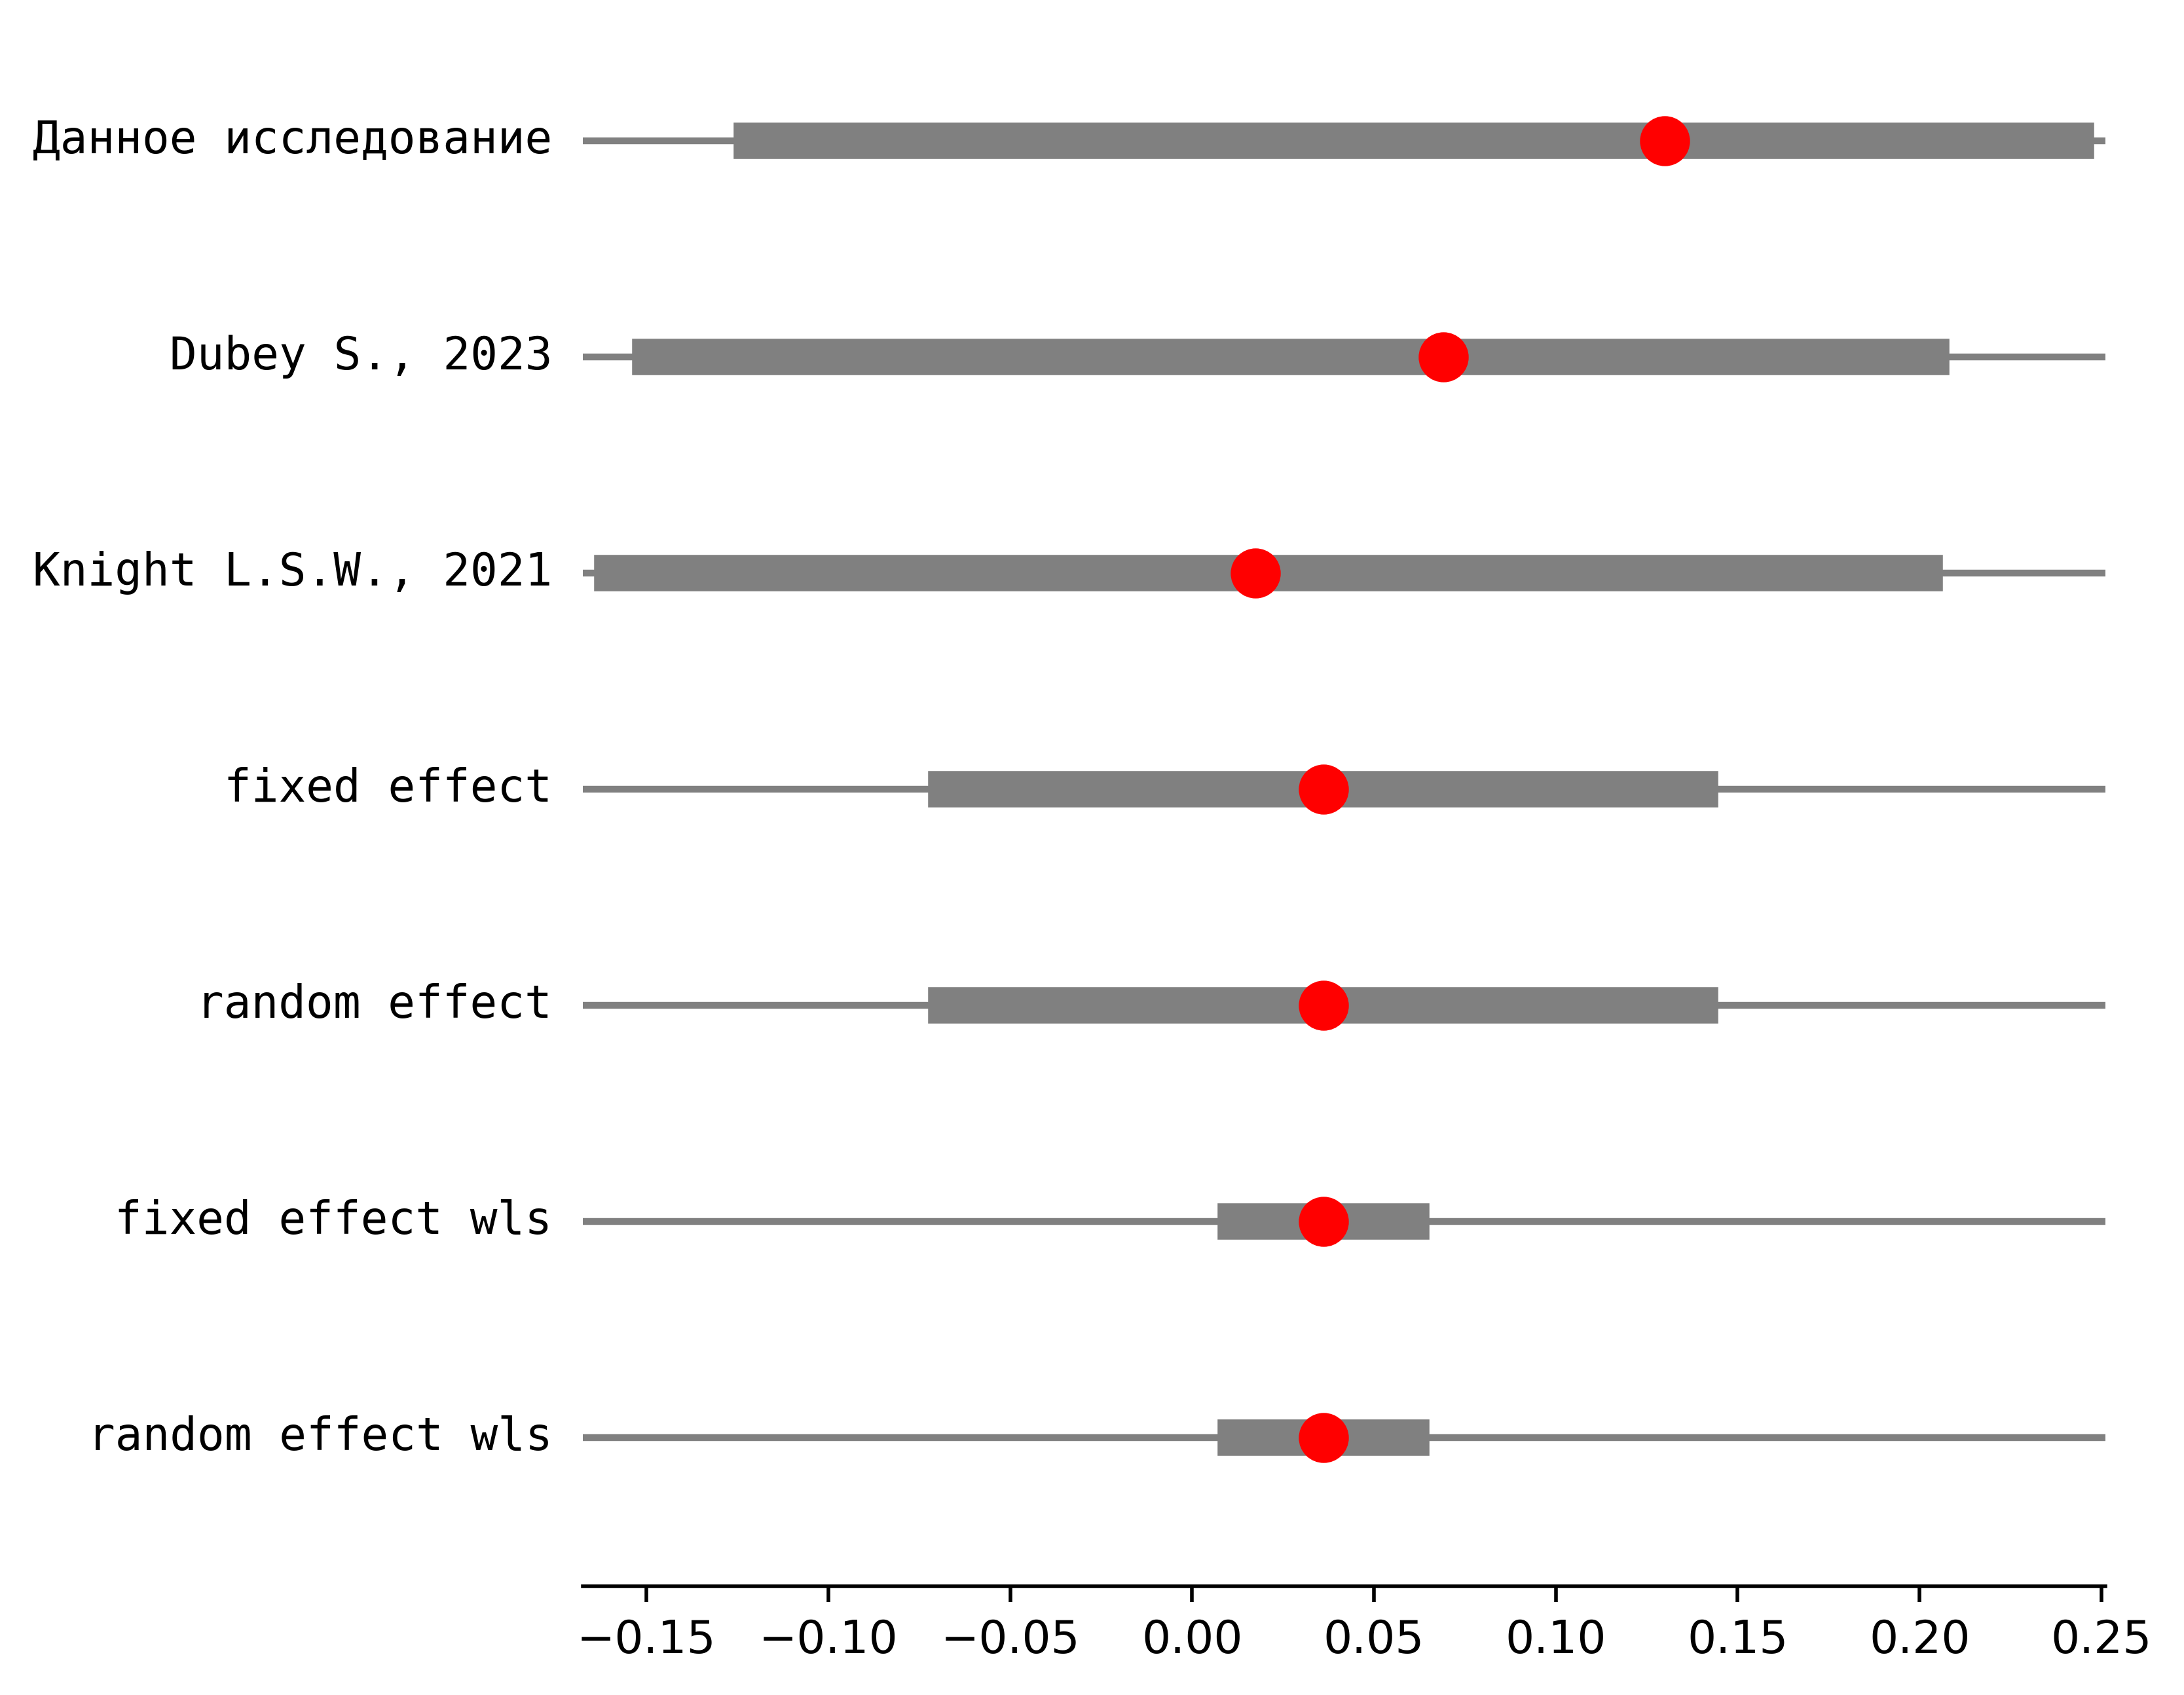 Данное исследование
Dubey S., 2023
Knight L.S.W., 2021
fixed effect
random effect
fixed effect wls
random effect wls
−0.15 −0.10 −0.05 0.00 0.05 0.10 0.15 0.20 0.25